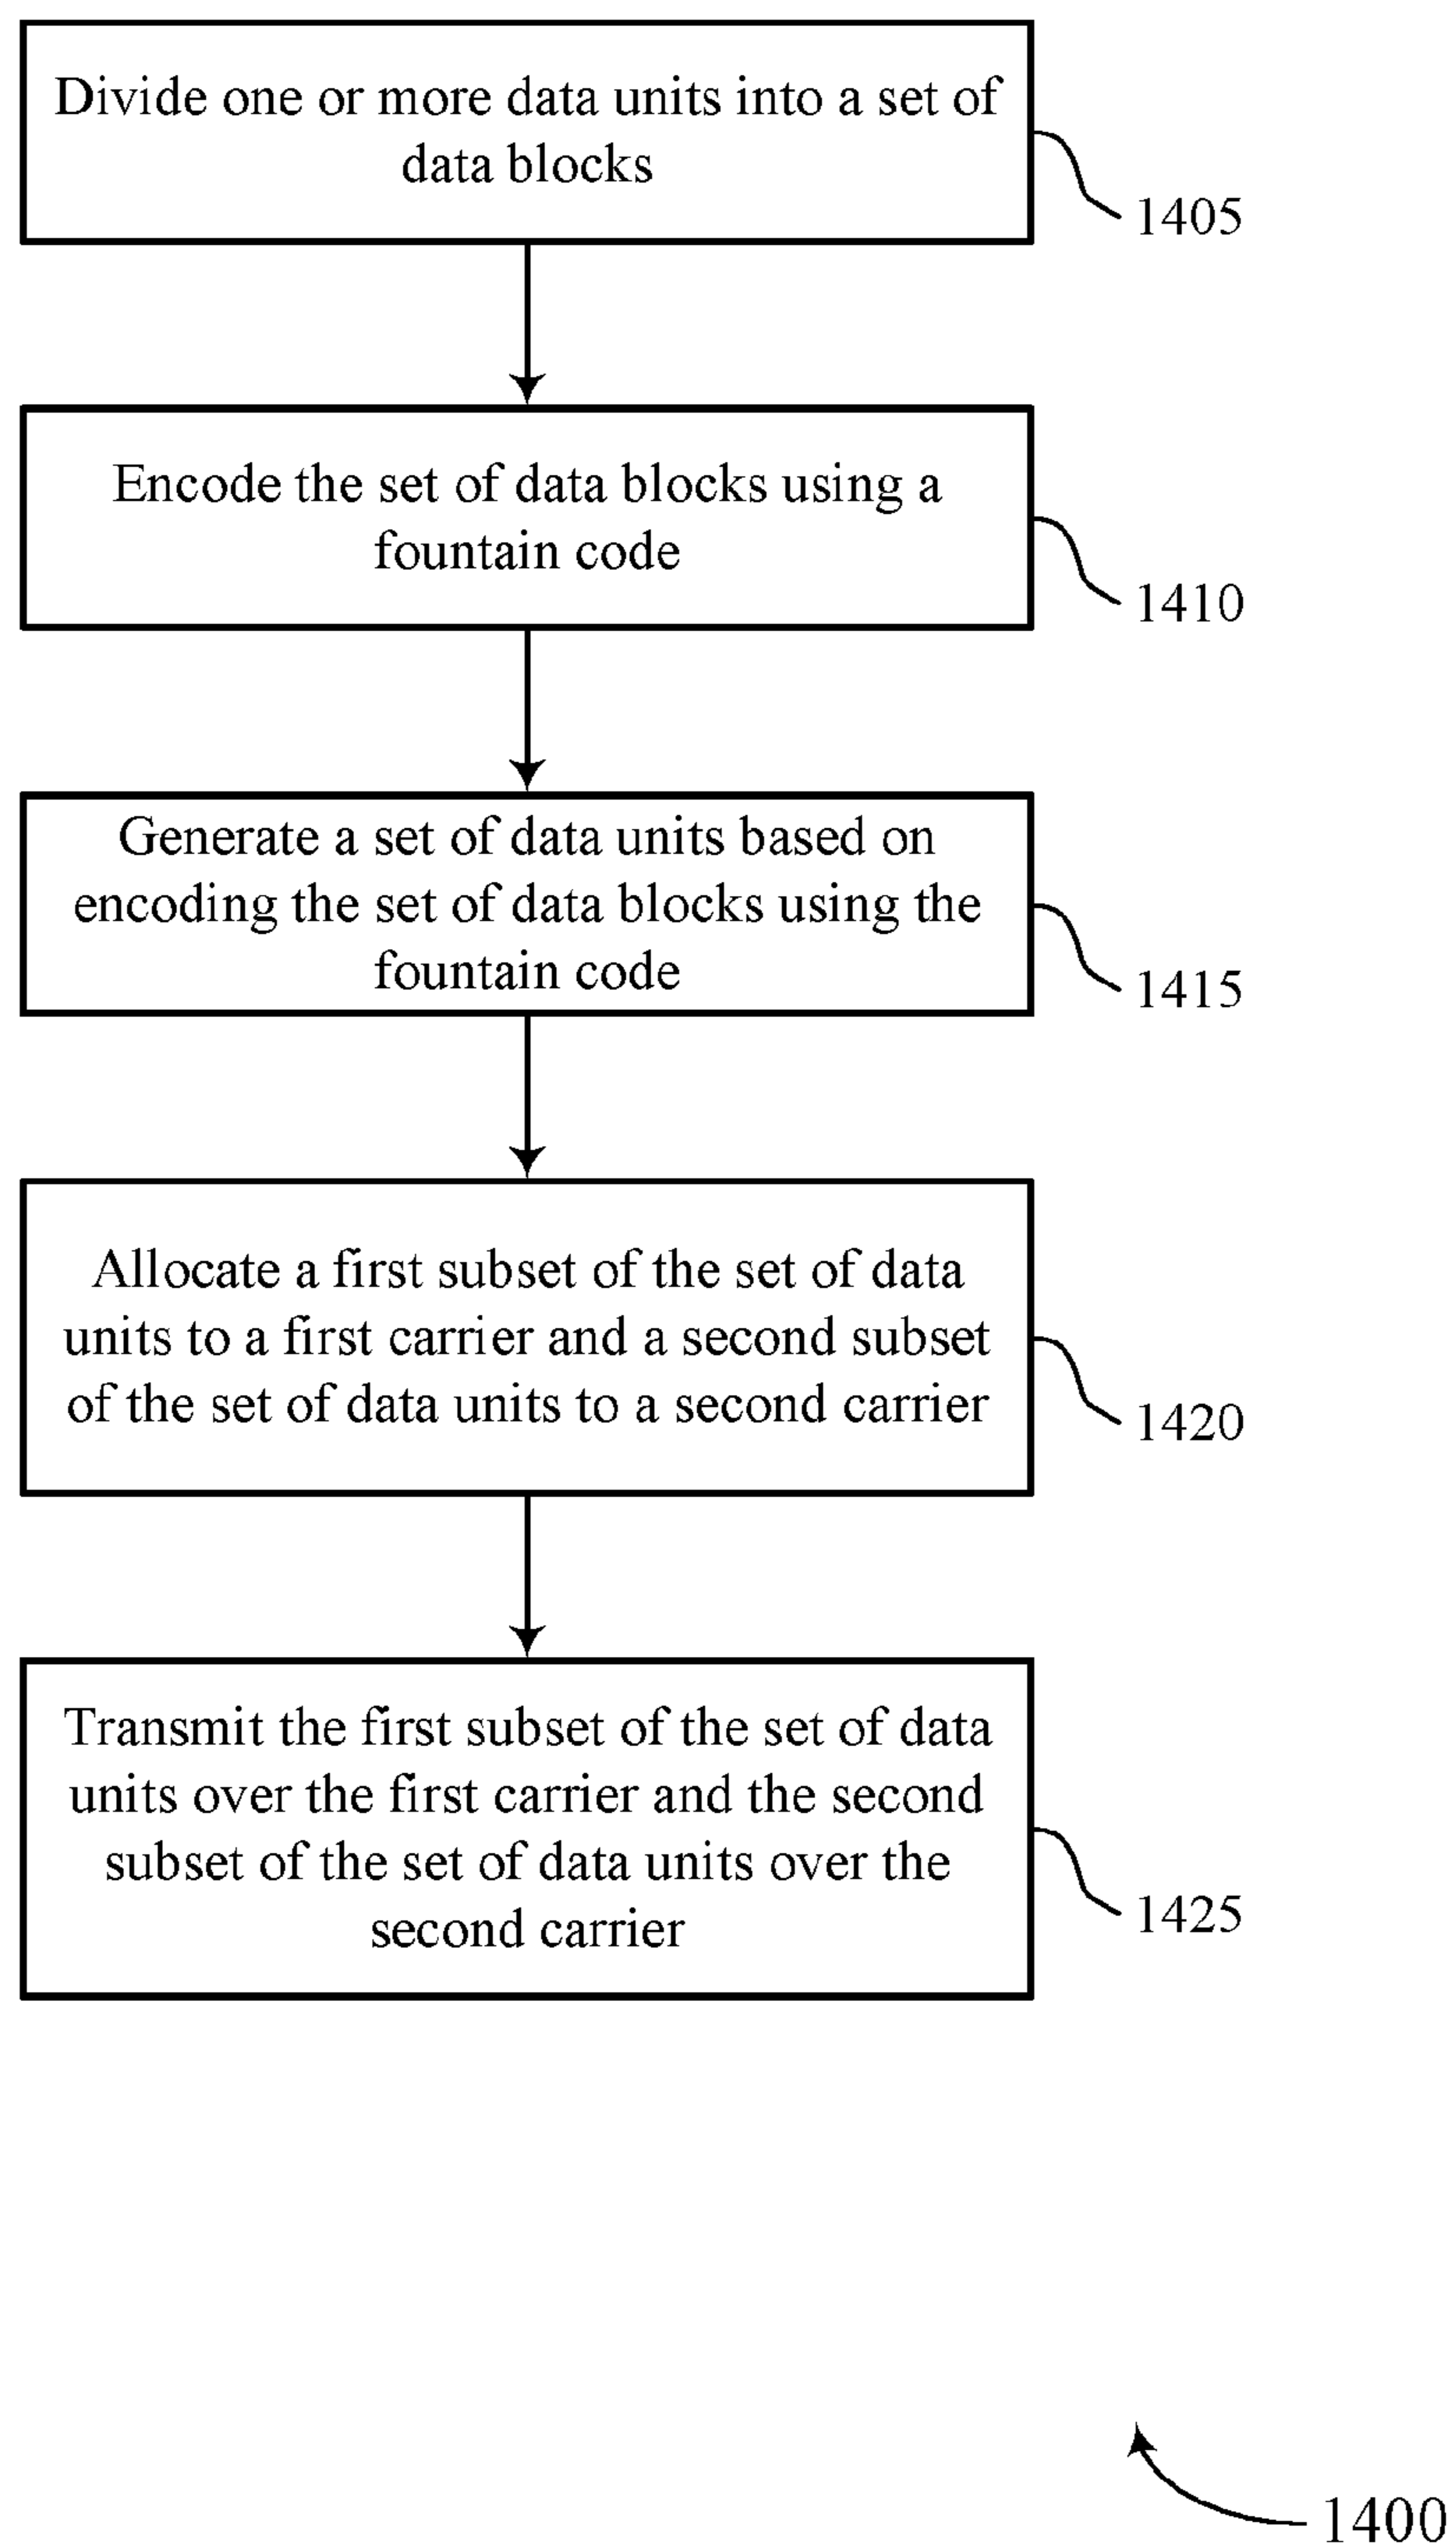 Divide one or more data units into a set of
data blocks
1405
Encode the set of data blocks using a
fountain code
1410
Generate a set of data units based on
encoding the set of data blocks using the
fountain code
1415
Allocate a first subset of the set of data
units to a first carrier and a second subset
of the set of data units to a second carrier
1420
Transmit the first subset of the set of data
units over the first carrier and the second
subset of the set of data units over the
second carrier
1425
1400